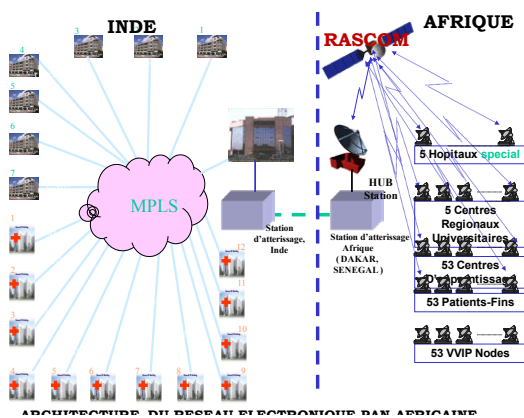 INDE
AFRIQUE
RASCOM
3
1
4
5
6
7
MPLS
1
2
3
4
5
6
7
8
9
10
11
12
Station
d'atterissage,
Inde
HUB
Station
Station d'atterissage
Afrique
(DAKAR,
SENEGAL)
5 Hopitaux special
5 Centres
Regionaux
Universitaires
53 Centres
53 Patients-Fins
53 VVIP Nodes
ARCHITECTURE DU RESEAU ELECTRONIQUE PAN AFRICAINE